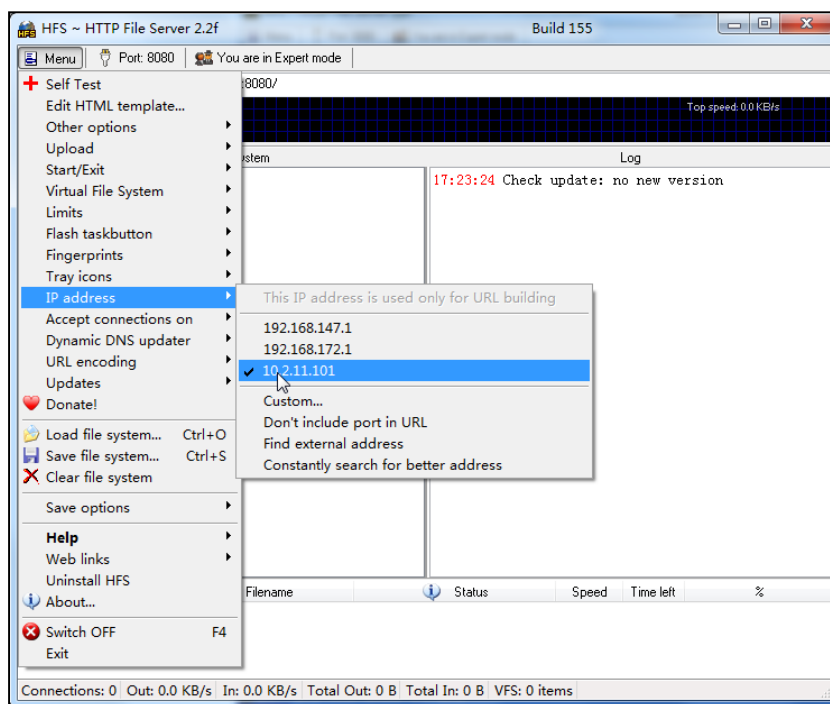 HFS ~ HTTP File Server 2.2f Build 155
Menu Port: 8080 You are in Expert mode
:8080/
Top speed: 0.0 KB/s
Self Test
Edit HTML template...
Other options
Upload
Start/Exit
Virtual File System
Limits
Flash taskbutton
Fingerprints
Tray icons
IP address
Accept connections on
Dynamic DNS updater
URL encoding
Updates
Donate!
Load file system... Ctrl+O
Save file system... Ctrl+S
Clear file system
Save options
Help
Web links
Uninstall HFS
About...
Switch OFF F4
Exit
Log
17:23:24 Check update: no new version
This IP address is used only for URL building
192.168.147.1
192.168.172.1
10.2.11.101
Custom...
Don't include port in URL
Find external address
Constantly search for better address
Filename Status Speed Time left %
Connections: 0 Out: 0.0 KB/s In: 0.0 KB/s Total Out: 0 B Total In: 0 B VFS: 0 items